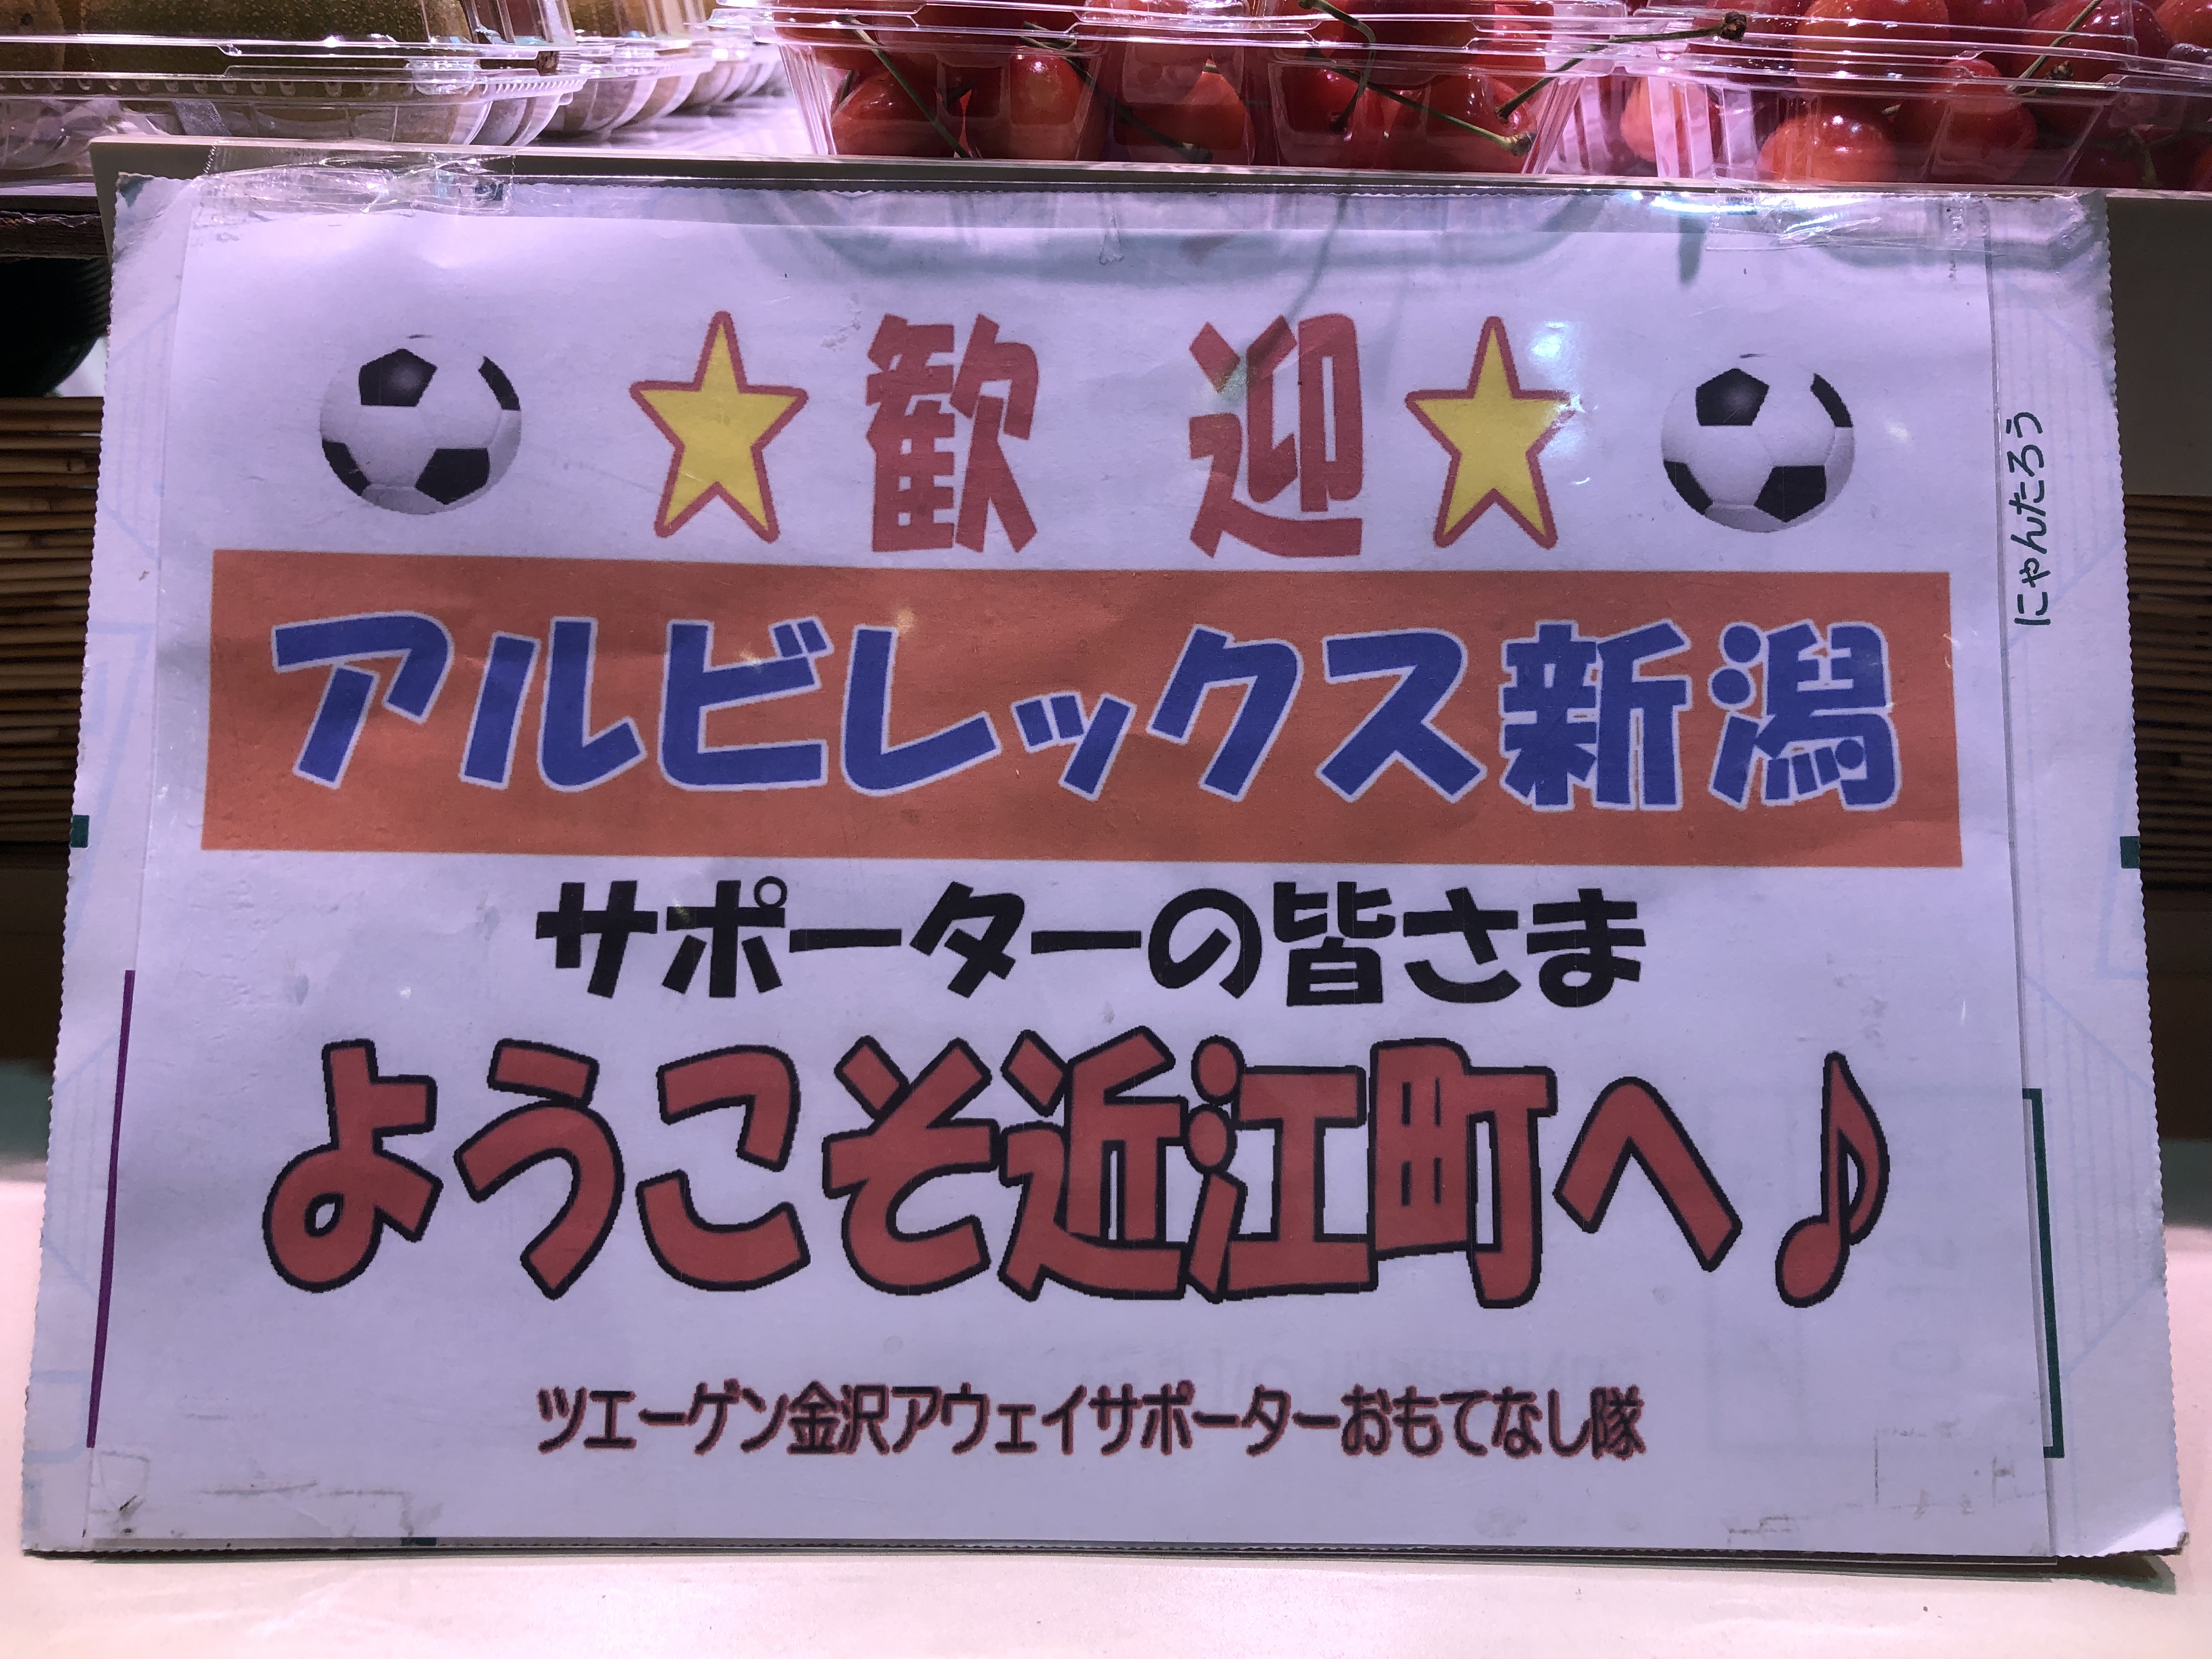 ★歓 迎★
アルビレックス新潟
サポーターの皆さま
ようこそ近江町へ♪
ツエーゲン金沢アウェイサポーターおもてなし隊
にゃんたろう